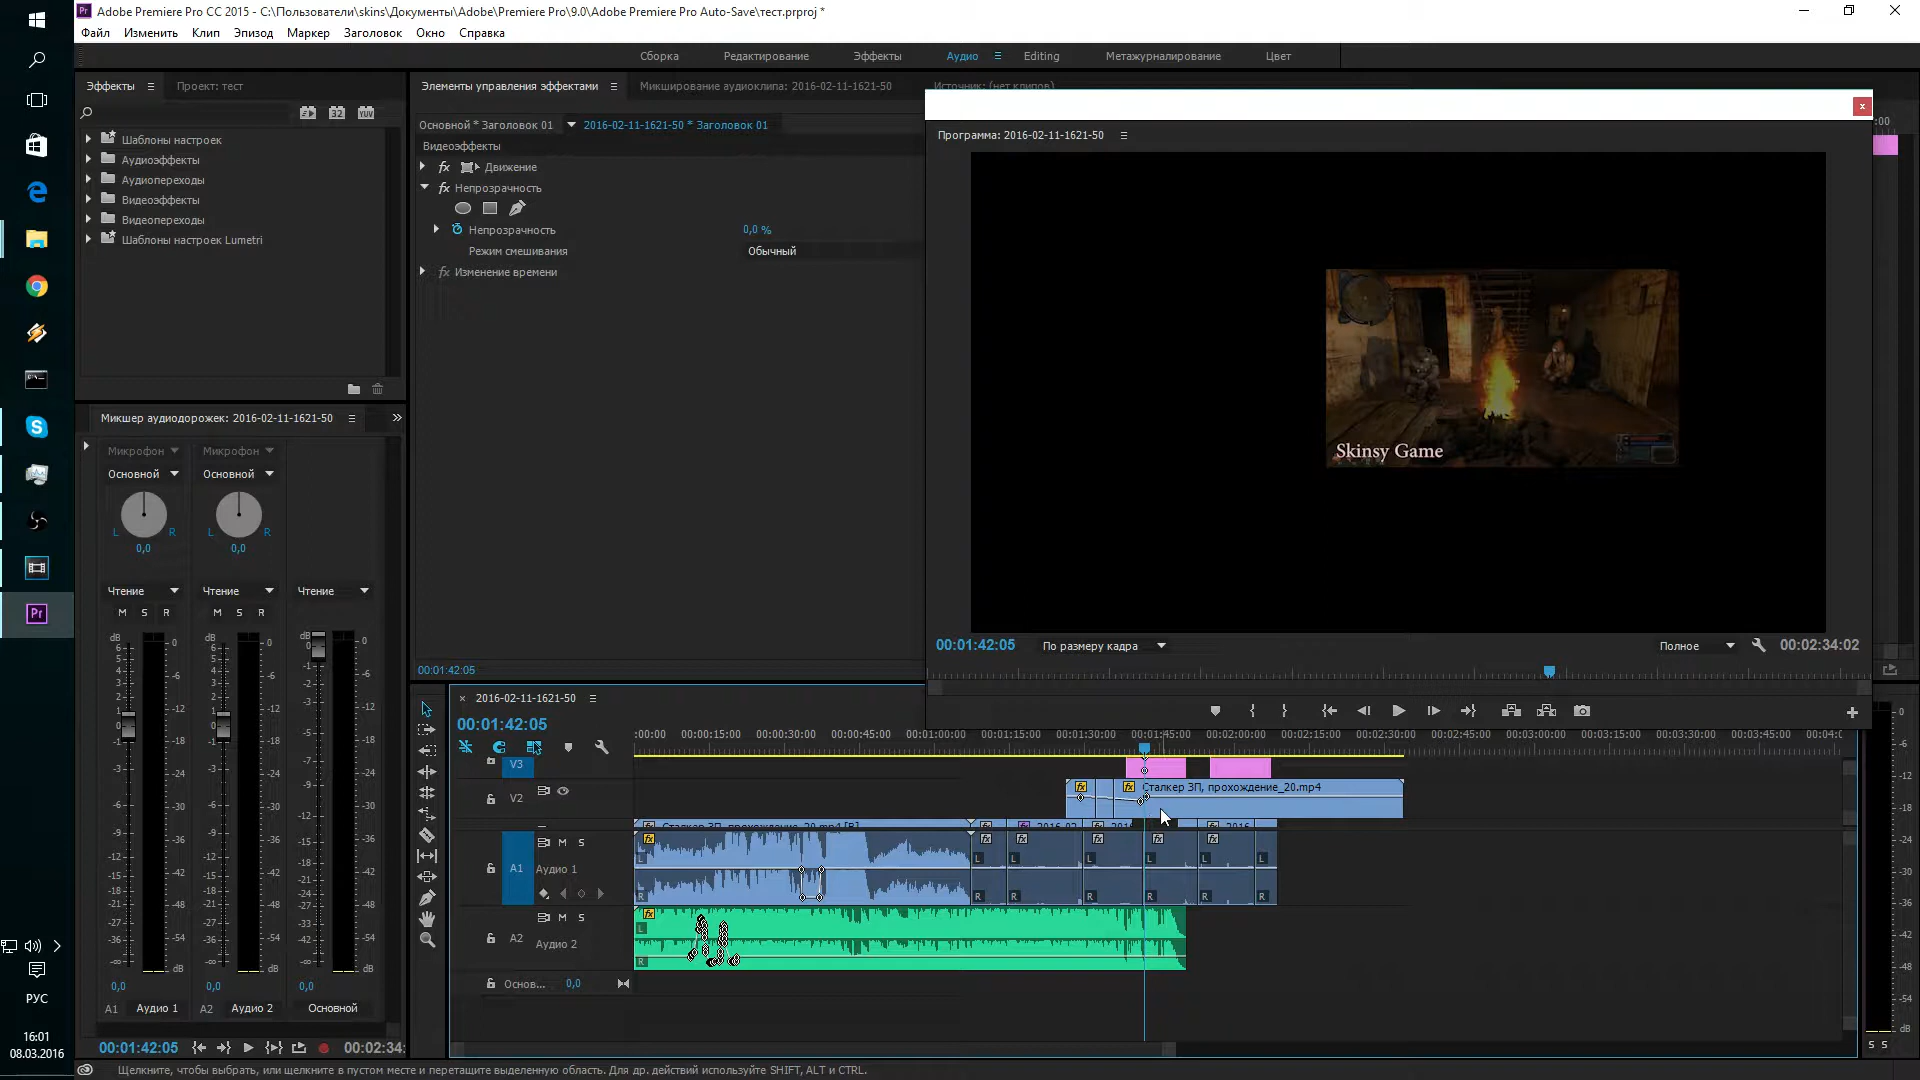 Adobe Premiere Pro CC 2015 - C:\Пользователи\skins\Документы\Adobe\Premiere Pro\9.0\Adobe Premiere Pro Auto-Save\тест.prproj *
Файл Изменить Клип Эпизод Маркер Заголовок Окно Справка
Сборка Редактирование Эффекты Аудио Editing Метажурналирование Цвет
Эффекты Проект: тест
Шаблоны настроек
Аудиоэффекты
Аудиопереходы
Видеоэффекты
Видеопереходы
Шаблоны настроек Lumetri
Элементы управления эффектами Микширование аудиоклипа: 2016-02-11-1621-50 Источник: (нет клипов)
Основной * Заголовок 01 2016-02-11-1621-50 * Заголовок 01
Видеоэффекты
fx Движение
fx Непрозрачность
Непрозрачность 0,0 %
Режим смешивания Обычный
fx Изменение времени
00:01:42:05
Программа: 2016-02-11-1621-50
Skinsy Game
00:01:42:05 По размеру кадра Полное 00:02:34:02
Микшер аудиодорожек: 2016-02-11-1621-50
Микрофон Микрофон
Основной Основной
L R L R
0,0 0,0
Чтение Чтение Чтение
M S R M S R
0,0 0,0 0,0
A1 Аудио 1 A2 Аудио 2 Основной
00:01:42:05 00:02:34:
2016-02-11-1621-50
00:01:42:05
:00:00 00:00:15:00 00:00:30:00 00:00:45:00 00:01:00:00 00:01:15:00 00:01:30:00 00:01:45:00 00:02:00:00 00:02:15:00 00:02:30:00 00:02:45:00 00:03:00:00 00:03:15:00 00:03:30:00 00:03:45:00 00:04:0
V3
V2 Сталкер ЗП, прохождение_20.mp4
Сталкер ЗП, прохождение_20.mp4 [В]
A1 M S
Аудио 1
A2 M S
Аудио 2
Основ... 0,0
S S
РУС
16:01
08.03.2016
Щелкните, чтобы выбрать, или щелкните в пустом месте и перетащите выделенную область. Для др. действий используйте SHIFT, ALT и CTRL.